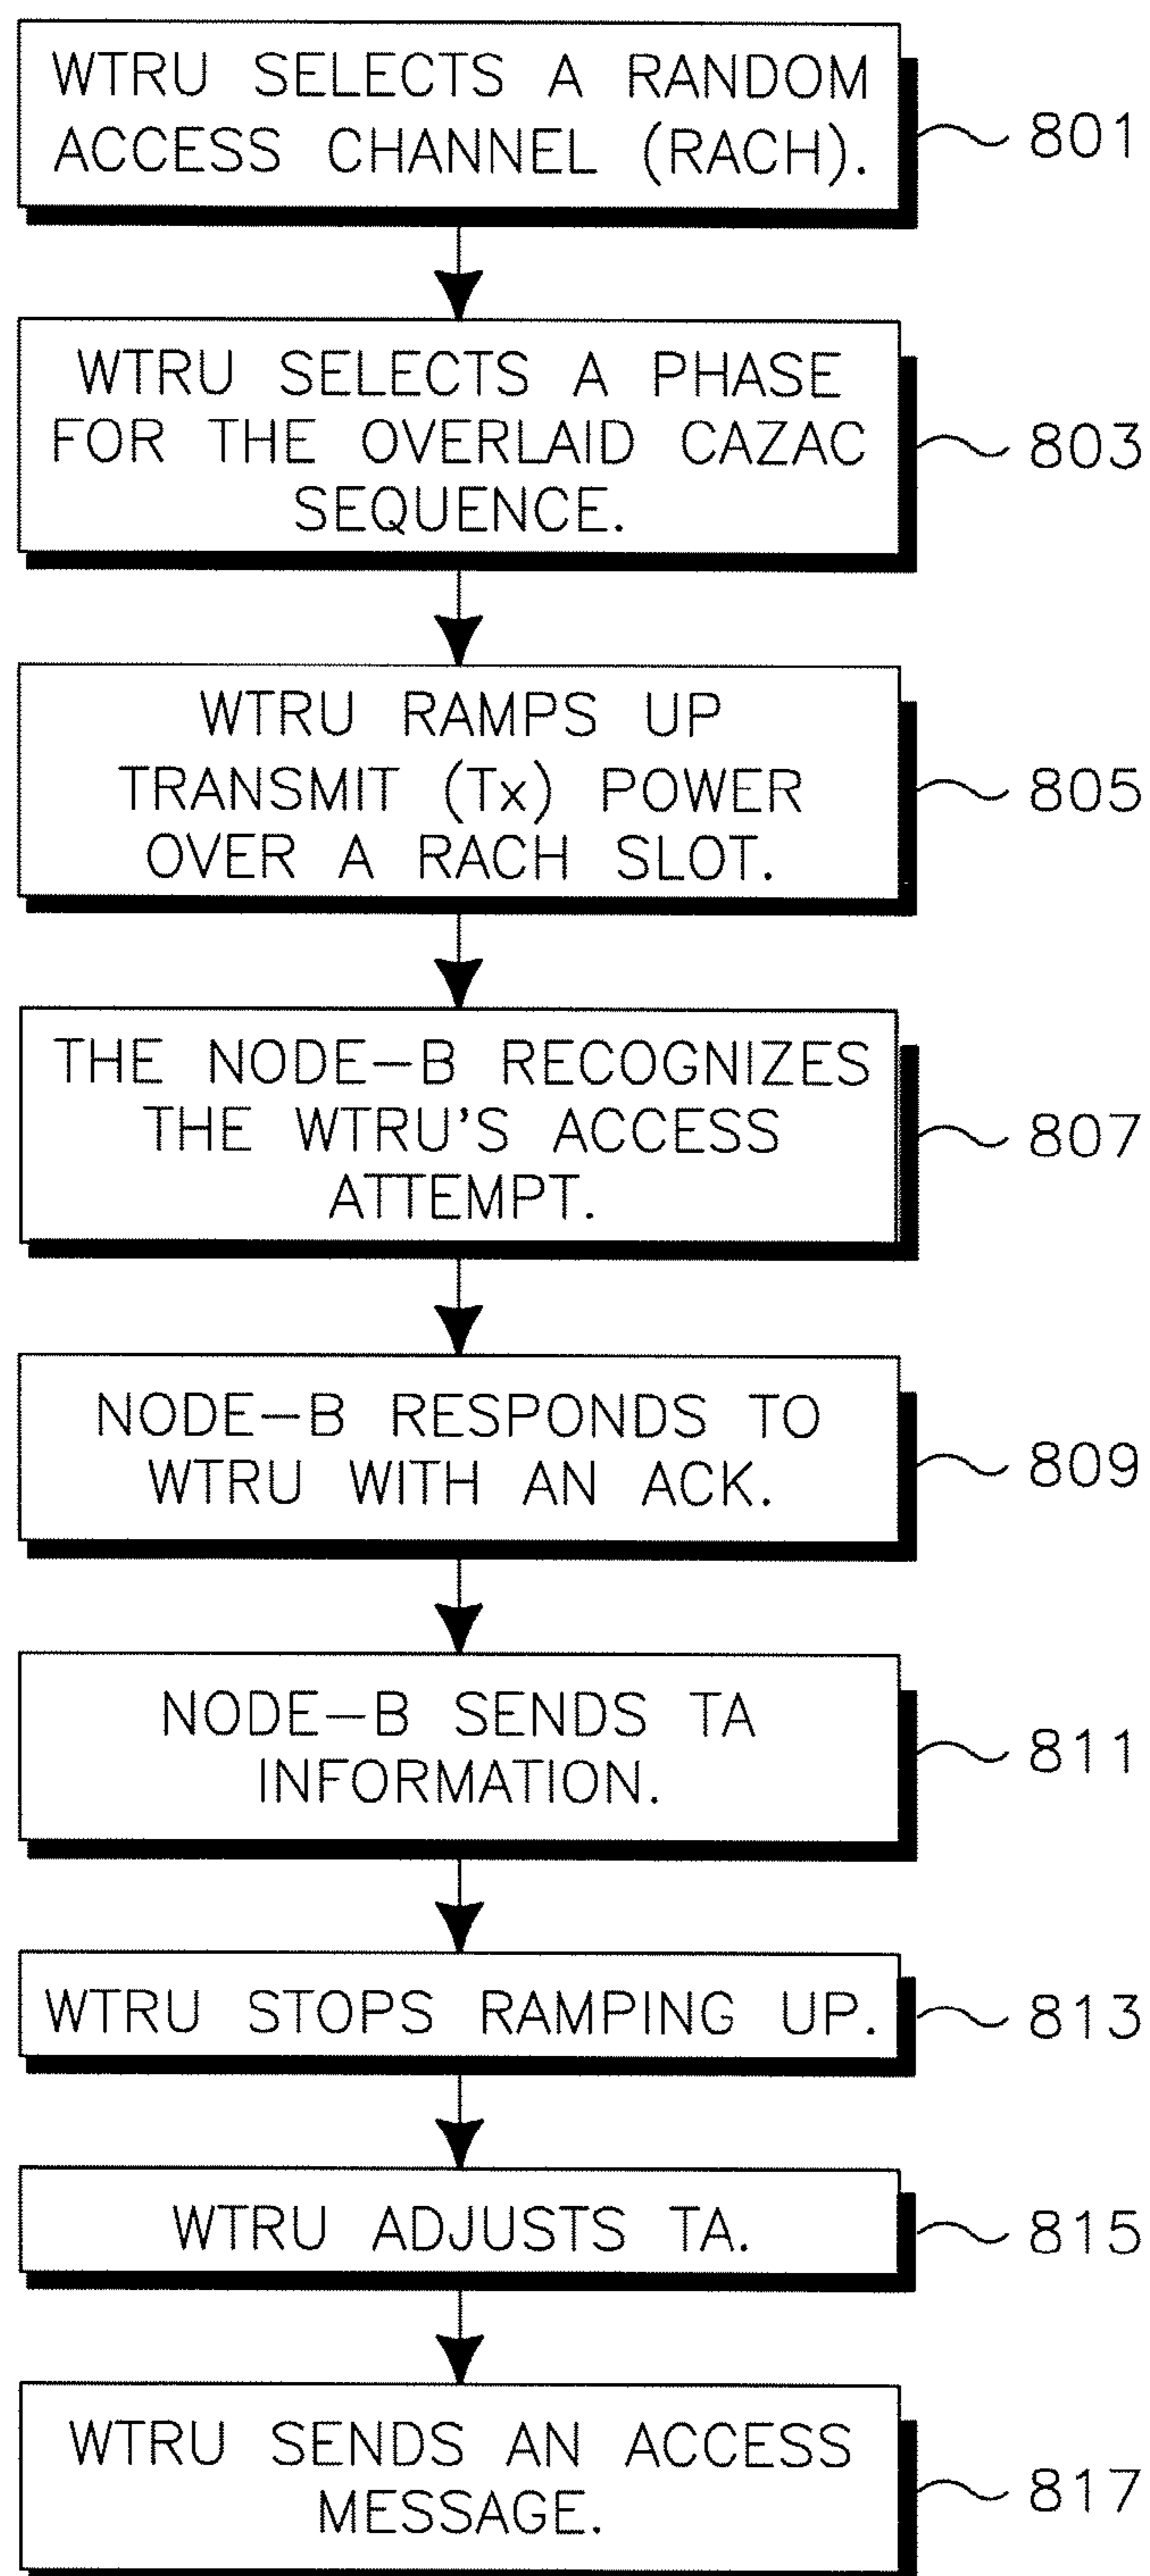 WTRU SELECTS A RANDOM
ACCESS CHANNEL (RACH).
801
WTRU SELECTS A PHASE
FOR THE OVERLAID CAZAC
SEQUENCE.
803
WTRU RAMPS UP
TRANSMIT (Tx) POWER
OVER A RACH SLOT.
805
THE NODE-B RECOGNIZES
THE WTRU'S ACCESS
ATTEMPT.
807
NODE-B RESPONDS TO
WTRU WITH AN ACK.
809
NODE-B SENDS TA
INFORMATION.
811
WTRU STOPS RAMPING UP.
813
WTRU ADJUSTS TA.
815
WTRU SENDS AN ACCESS
MESSAGE.
817